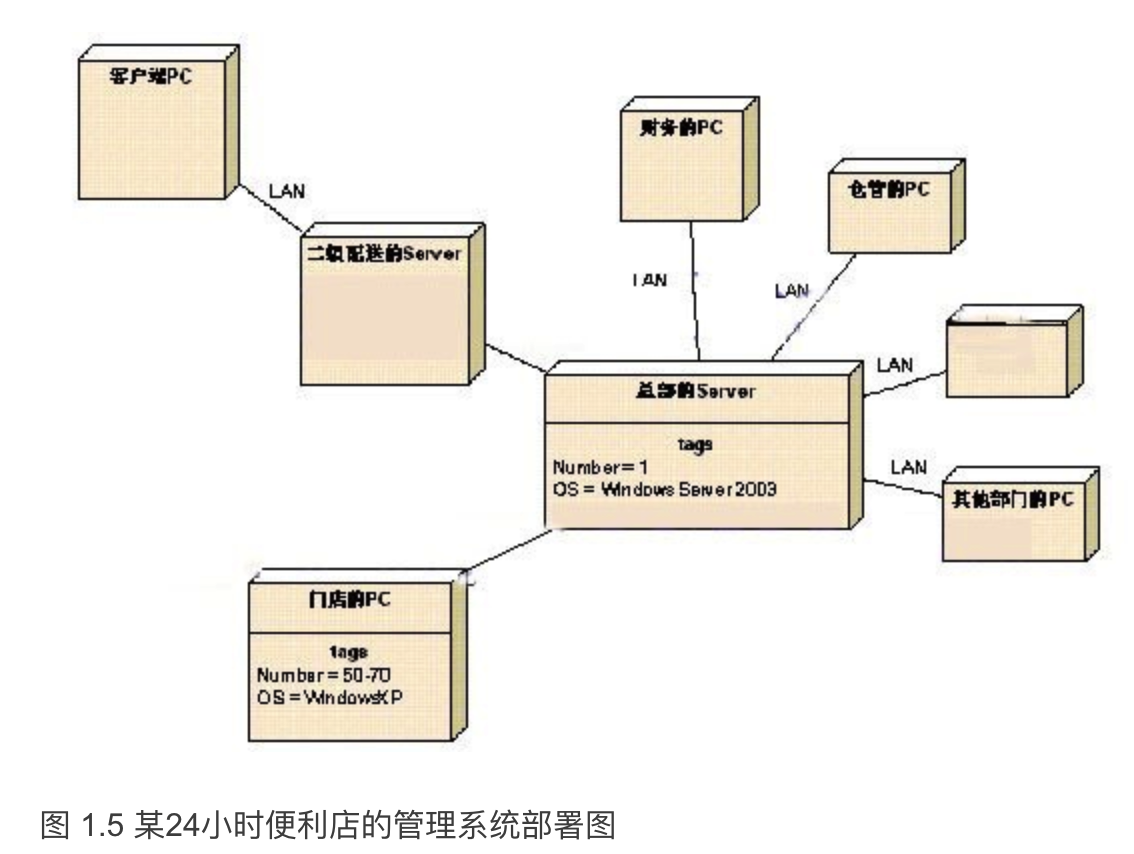 客户端PC
LAN
财务的PC
仓管的PC
二级配送的Server
LAN
LAN
LAN
总部的Server
tags
Number= 1
OS = Windows Server 2003
LAN
其他部门的PC
门店的PC
tags
Number = 50-70
OS = WindowsXP
图 1.5 某24小时便利店的管理系统部署图